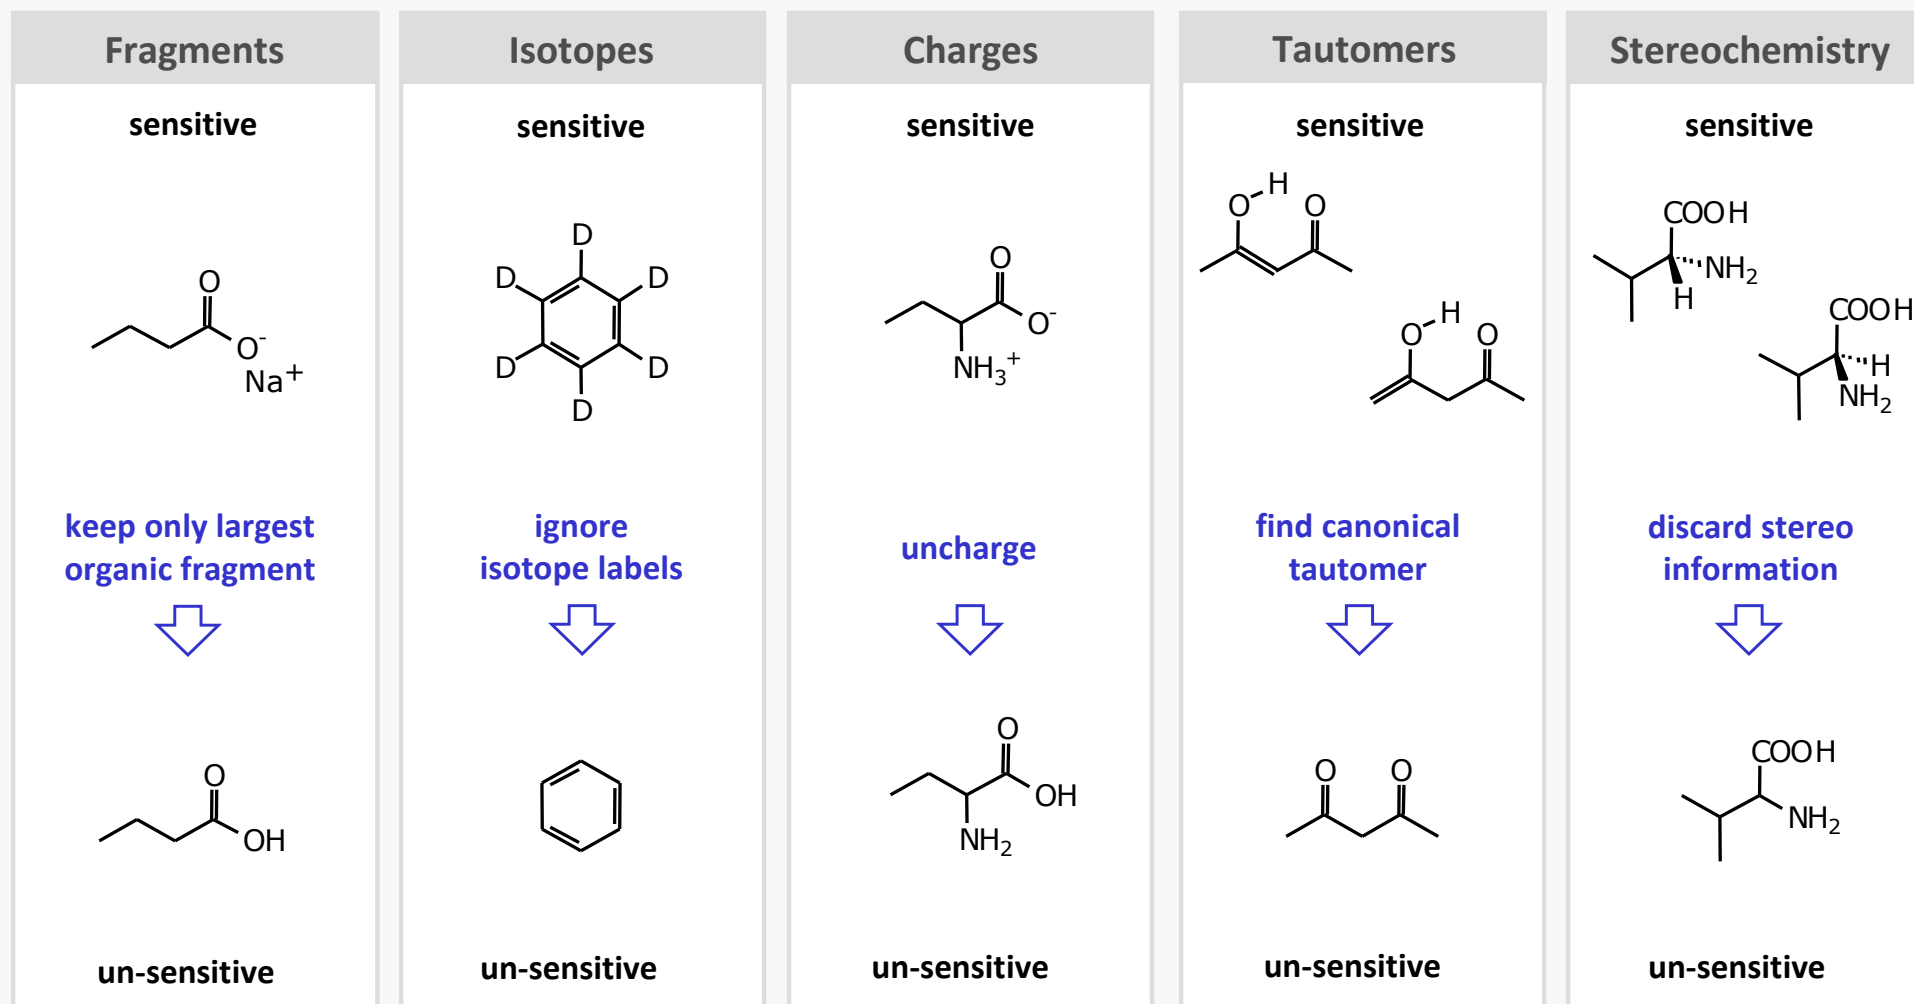 Fragments
sensitive
O
O-
Na+
keep only largest
organic fragment
O
OH
un-sensitive
Isotopes
sensitive
D
D
D
D
D
D
ignore
isotope labels
un-sensitive
Charges
sensitive
O
O-
NH3+
uncharge
O
OH
NH2
un-sensitive
Tautomers
sensitive
H
O
O
H
O
O
find canonical
tautomer
O
O
un-sensitive
Stereochemistry
sensitive
COOH
NH2
H
COOH
H
NH2
discard stereo
information
COOH
NH2
un-sensitive